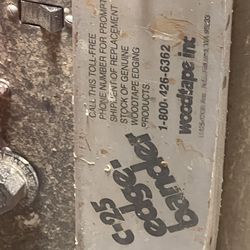 CALL THIS TOLL-FREE
PHONE NUMBER FOR PROMPT
SHIPMENT OF REPLACEMENT
STOCK OF GENUINE
WOODTAPE EDGING
PRODUCTS.
1-800-426-6362
woodtape inc
c-25
edge-
bander